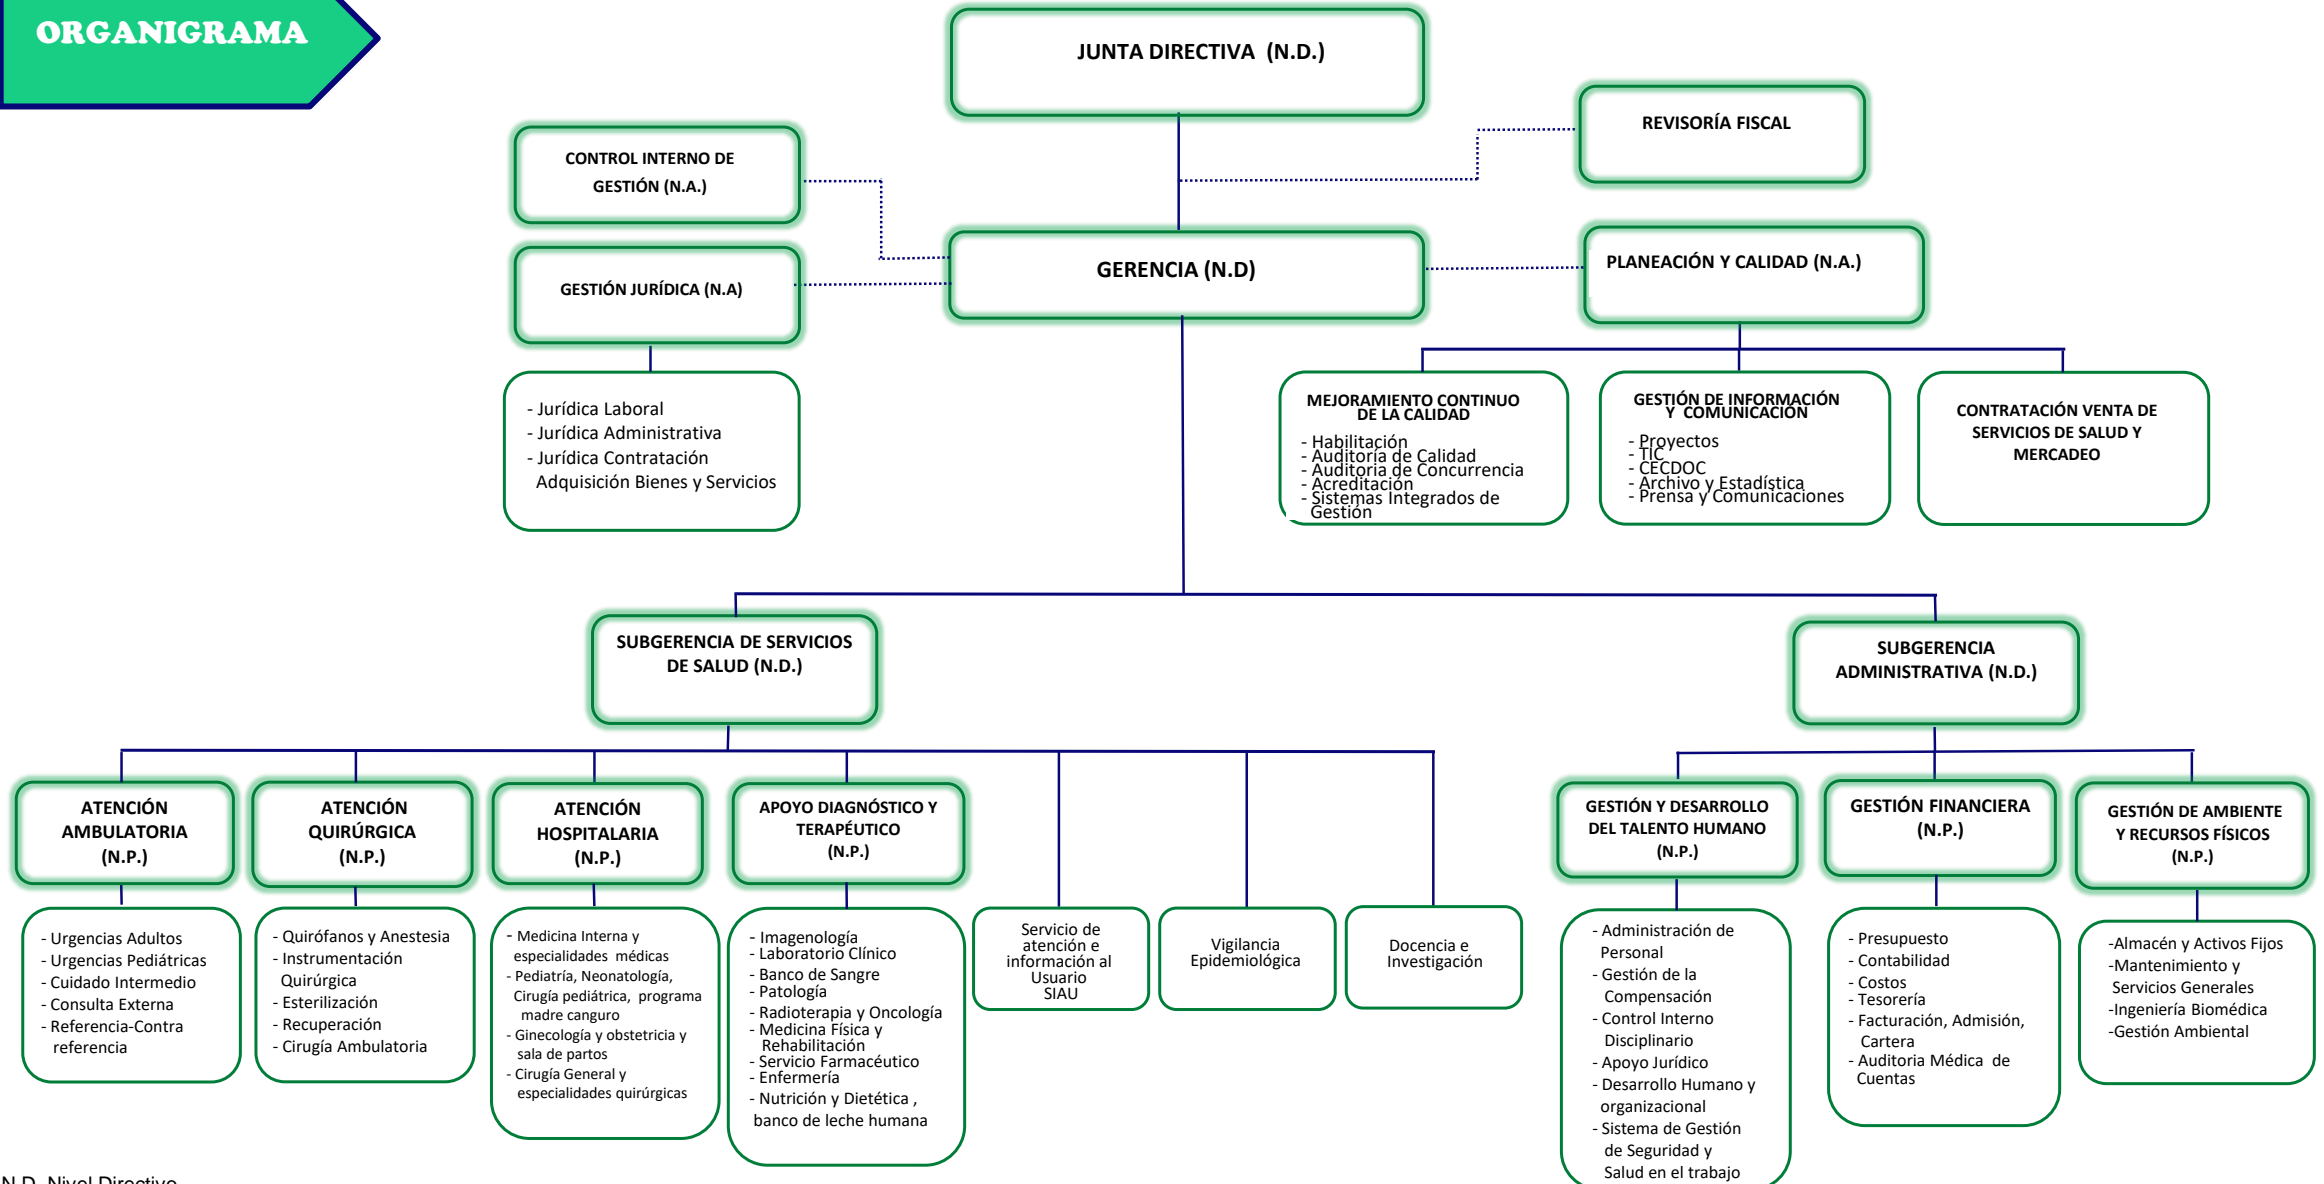 ORGANIGRAMA
JUNTA DIRECTIVA (N.D.)
REVISORÍA FISCAL
CONTROL INTERNO DE
GESTIÓN (N.A.)
GERENCIA (N.D)
PLANEACIÓN Y CALIDAD (N.A.)
GESTIÓN JURÍDICA (N.A)
- Jurídica Laboral
- Jurídica Administrativa
- Jurídica Contratación
Adquisición Bienes y Servicios
MEJORAMIENTO CONTINUO
DE LA CALIDAD
- Habilitación
- Auditoría de Calidad
- Auditoria de Concurrencia
- Acreditación
- Sistemas Integrados de
Gestión
GESTIÓN DE INFORMACIÓN
Y COMUNICACIÓN
- Proyectos
- TIC
- CECDOC
- Archivo y Estadística
- Prensa y Comunicaciones
CONTRATACIÓN VENTA DE
SERVICIOS DE SALUD Y
MERCADEO
SUBGERENCIA DE SERVICIOS
DE SALUD (N.D.)
SUBGERENCIA
ADMINISTRATIVA (N.D.)
ATENCIÓN
AMBULATORIA
(N.P.)
ATENCIÓN
QUIRÚRGICA
(N.P.)
ATENCIÓN
HOSPITALARIA
(N.P.)
APOYO DIAGNÓSTICO Y
TERAPÉUTICO
(N.P.)
GESTIÓN Y DESARROLLO
DEL TALENTO HUMANO
(N.P.)
GESTIÓN FINANCIERA
(N.P.)
GESTIÓN DE AMBIENTE
Y RECURSOS FÍSICOS
(N.P.)
- Urgencias Adultos
- Urgencias Pediátricas
- Cuidado Intermedio
- Consulta Externa
- Referencia-Contra
referencia
- Quirófanos y Anestesia
- Instrumentación
Quirúrgica
- Esterilización
- Recuperación
- Cirugía Ambulatoria
- Medicina Interna y
especialidades médicas
- Pediatría, Neonatología,
Cirugía pediátrica, programa
madre canguro
- Ginecología y obstetricia y
sala de partos
- Cirugía General y
especialidades quirúrgicas
- Imagenología
- Laboratorio Clínico
- Banco de Sangre
- Patología
- Radioterapia y Oncología
- Medicina Física y
Rehabilitación
- Servicio Farmacéutico
- Enfermería
- Nutrición y Dietética ,
banco de leche humana
Servicio de
atención e
información al
Usuario
SIAU
Vigilancia
Epidemiológica
Docencia e
Investigación
- Administración de
Personal
- Gestión de la
Compensación
- Control Interno
Disciplinario
- Apoyo Jurídico
- Desarrollo Humano y
organizacional
- Sistema de Gestión
de Seguridad y
Salud en el trabajo
- Presupuesto
- Contabilidad
- Costos
- Tesorería
- Facturación, Admisión,
Cartera
- Auditoria Médica de
Cuentas
-Almacén y Activos Fijos
-Mantenimiento y
Servicios Generales
-Ingeniería Biomédica
-Gestión Ambiental
N.D. Nivel Directivo